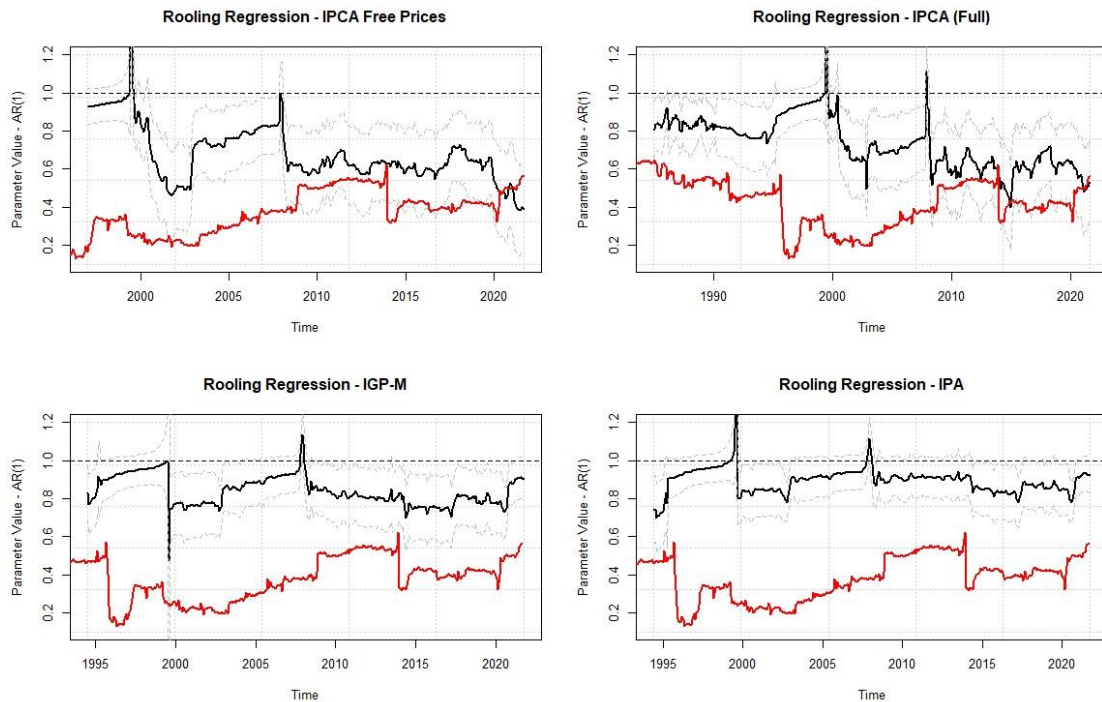 Rooling Regression - IPCA Free Prices
Parameter Value - AR(1)
0.2 0.4 0.6 0.8 1.0 1.2
2000 2005 2010 2015 2020
Time
Rooling Regression - IPCA (Full)
Parameter Value - AR(1)
0.2 0.4 0.6 0.8 1.0 1.2
1990 2000 2010 2020
Time
Rooling Regression - IGP-M
Parameter Value - AR(1)
0.2 0.4 0.6 0.8 1.0 1.2
1995 2000 2005 2010 2015 2020
Time
Rooling Regression - IPA
Parameter Value - AR(1)
0.2 0.4 0.6 0.8 1.0 1.2
1995 2000 2005 2010 2015 2020
Time